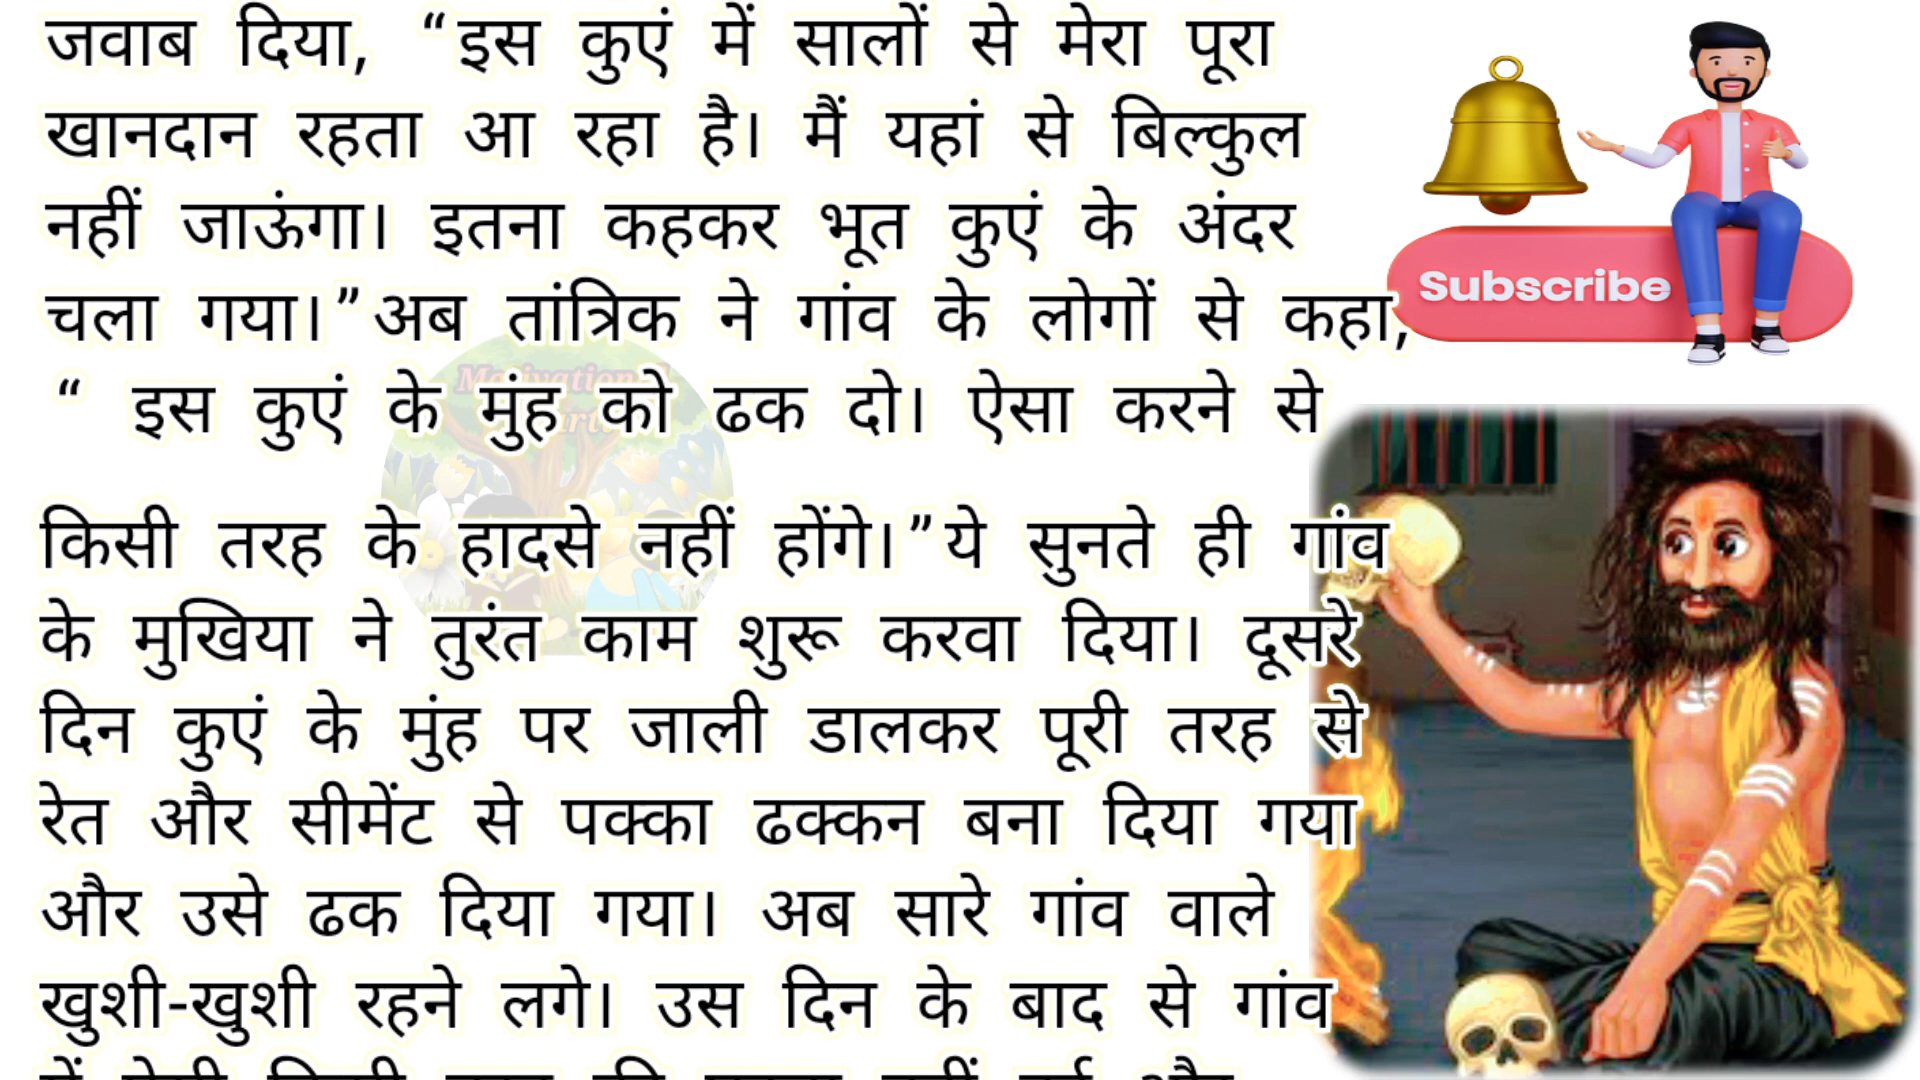 जवाब दिया, “इस कुएं में सालों से मेरा पूरा
खानदान रहता आ रहा है। मैं यहां से बिल्कुल
नहीं जाऊंगा। इतना कहकर भूत कुएं के अंदर
चला गया।”अब तांत्रिक ने गांव के लोगों से कहा,
“ इस कुएं के मुंह को ढक दो। ऐसा करने से
किसी तरह के हादसे नहीं होंगे।”ये सुनते ही गांव
के मुखिया ने तुरंत काम शुरू करवा दिया। दूसरे
दिन कुएं के मुंह पर जाली डालकर पूरी तरह से
रेत और सीमेंट से पक्का ढक्कन बना दिया गया
और उसे ढक दिया गया। अब सारे गांव वाले
खुशी-खुशी रहने लगे। उस दिन के बाद से गांव
Subscribe